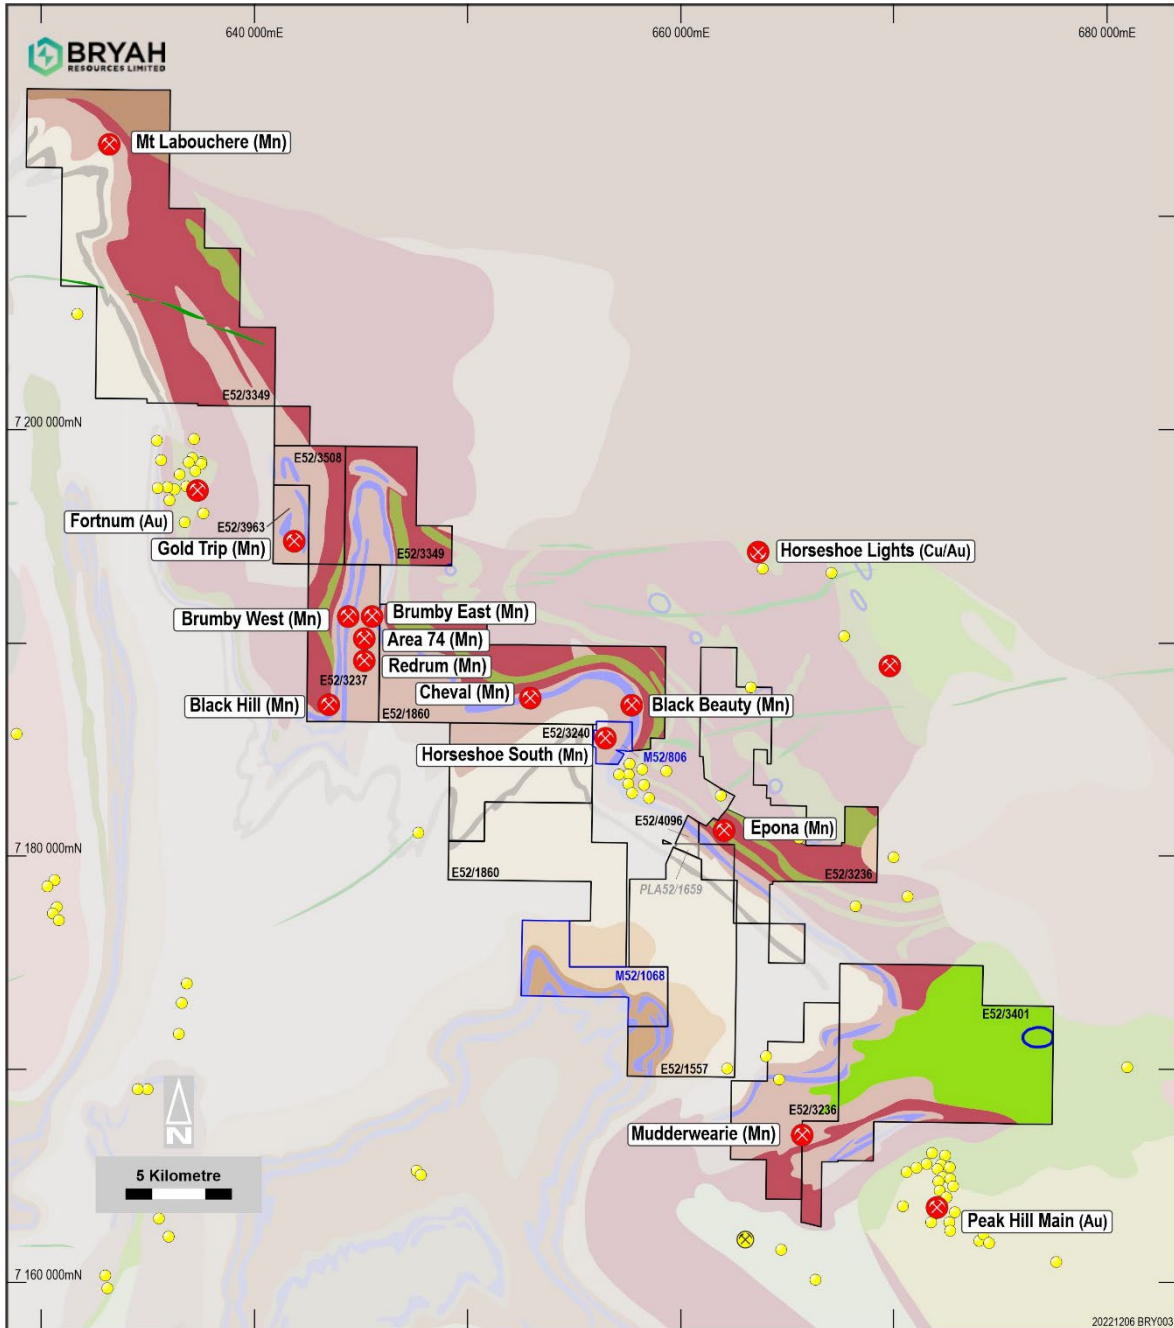 640 000mE
660 000mE
680 000mE
BRYAH
RESOURCES LIMITED
Mt Labouchere (Mn)
E52/3349
7 200 000mN
E52/3508
Fortnum (Au)
E52/3963
Gold Trip (Mn)
E52/3349
Horseshoe Lights (Cu/Au)
Brumby West (Mn)
Brumby East (Mn)
Area 74 (Mn)
Redrum (Mn)
E52/3237
Cheval (Mn)
Black Hill (Mn)
E52/1860
Black Beauty (Mn)
E52/3240
Horseshoe South (Mn)
M52/806
E52/4096
Epona (Mn)
7 180 000mN
E52/1860
PLA52/1659
E52/3236
M52/1068
E52/3401
E52/1557
N
E52/3236
Mudderwearie (Mn)
5 Kilometre
Peak Hill Main (Au)
7 160 000mN